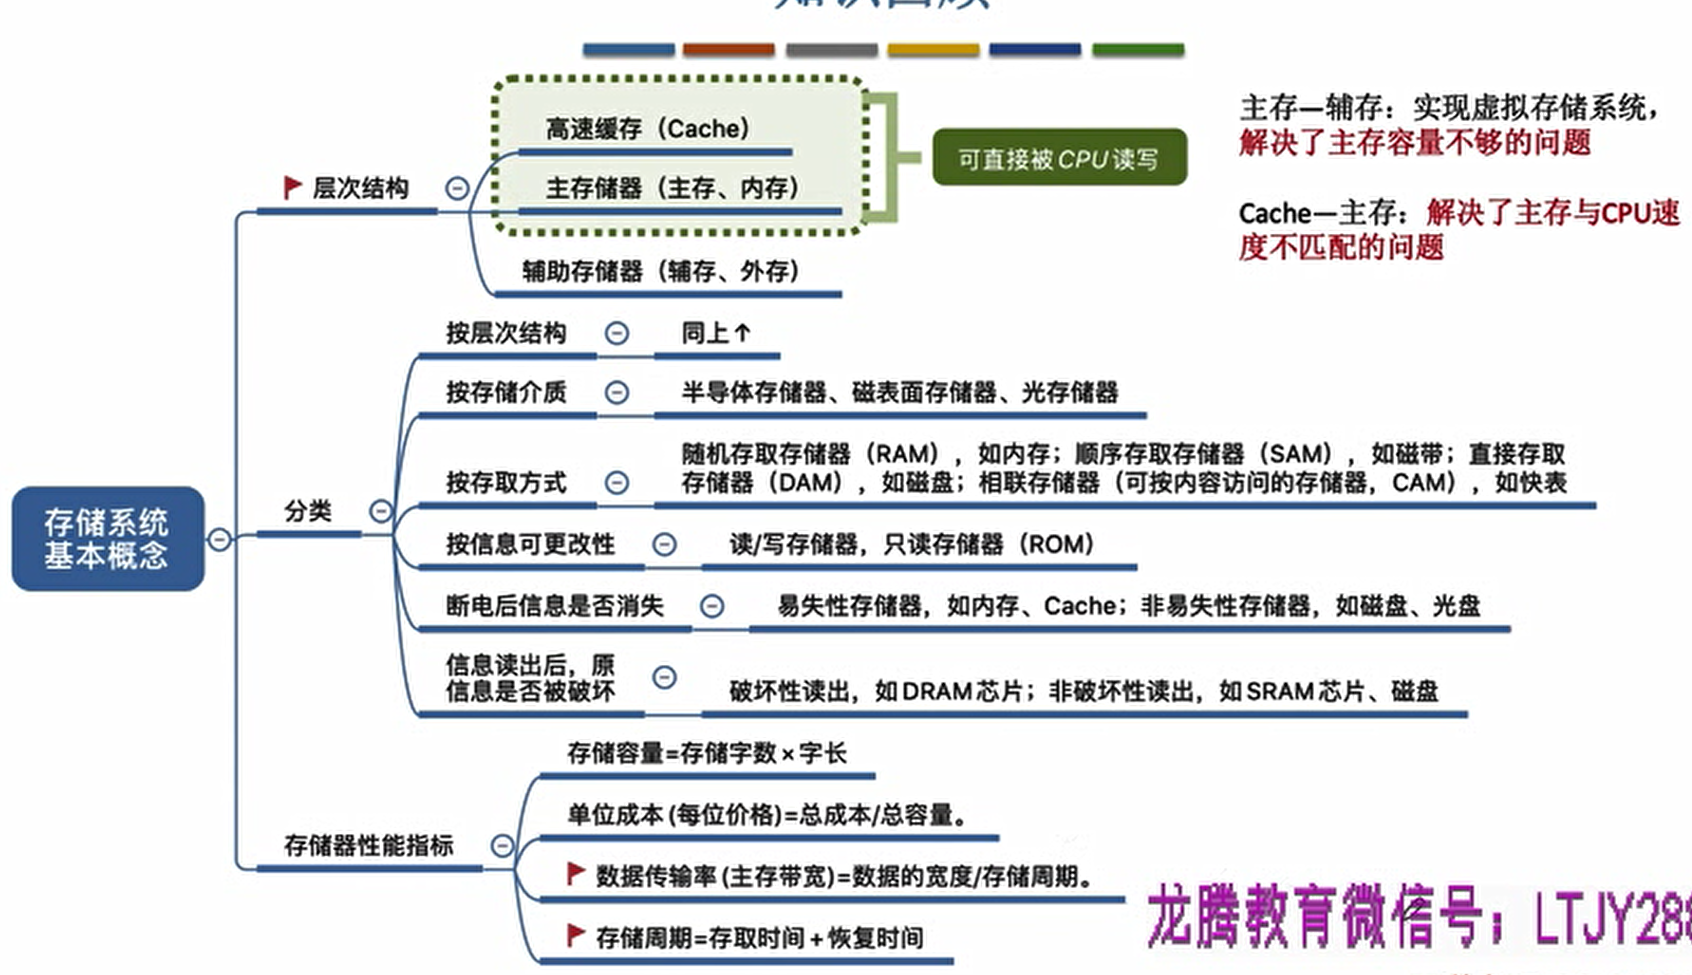 高速缓存（Cache）
主存储器（主存、内存）
可直接被CPU读写
主存—辅存：实现虚拟存储系统，
解决了主存容量不够的问题
层次结构
Cache—主存：解决了主存与CPU速
度不匹配的问题
辅助存储器（辅存、外存）
按层次结构
同上↑
按存储介质
半导体存储器、磁表面存储器、光存储器
随机存取存储器（RAM），如内存；顺序存取存储器（SAM），如磁带；直接存取
按存取方式
存储器（DAM），如磁盘；相联存储器（可按内容访问的存储器，CAM），如快表
分类
存储系统
基本概念
按信息可更改性
读/写存储器，只读存储器（ROM）
断电后信息是否消失
易失性存储器，如内存、Cache；非易失性存储器，如磁盘、光盘
信息读出后，原
信息是否被破坏
破坏性读出，如DRAM芯片；非破坏性读出，如SRAM芯片、磁盘
存储容量=存储字数×字长
单位成本(每位价格)=总成本/总容量。
存储器性能指标
数据传输率(主存带宽)=数据的宽度/存储周期。
存储周期=存取时间+恢复时间
龙腾教育微信号：LTJY288